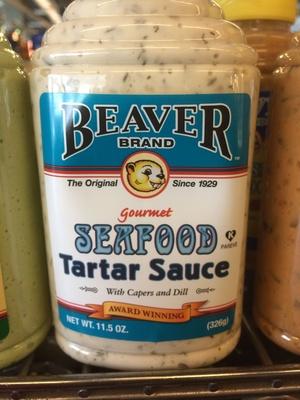 BEAVER
BRAND
TM
The Original Since 1929
Gourmet
SEAFOOD
K
PAREVE
Tartar Sauce
With Capers and Dill
AWARD WINNING
NET WT. 11.5 OZ. (326g)